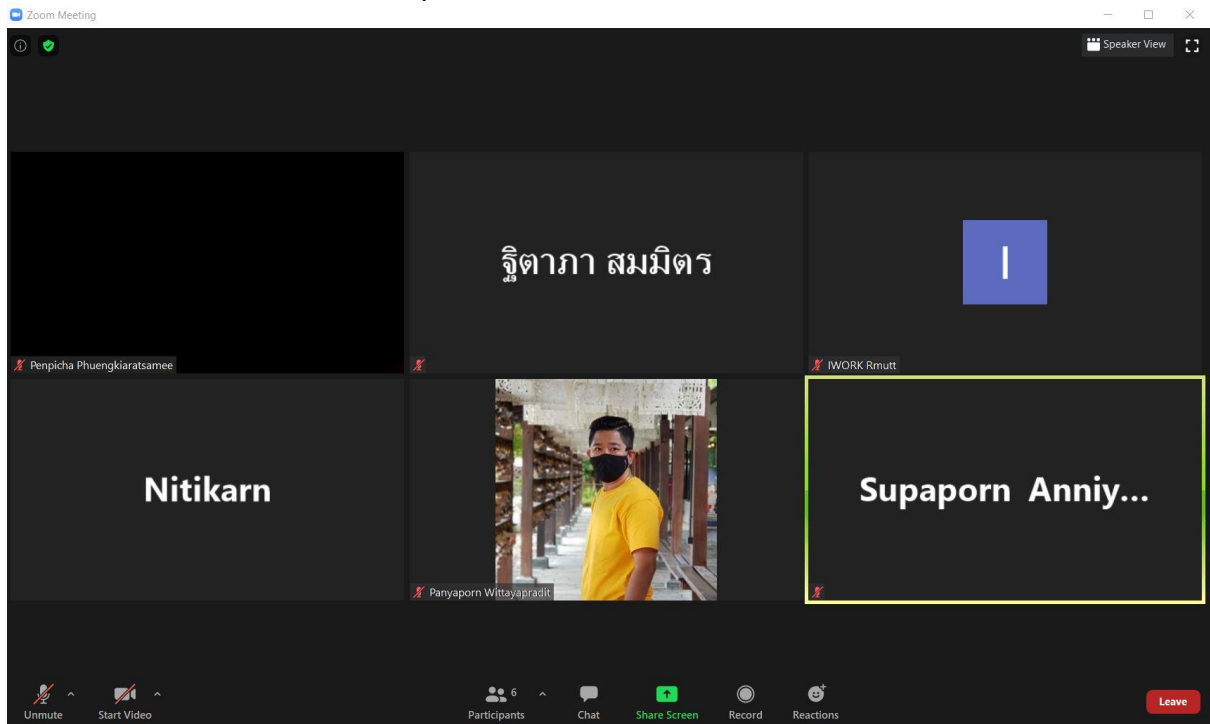 Zoom Meeting
Speaker View
Penpicha Phuengkiaratsamee
ฐิตาภา สมมิตร
I
IWORK Rmutt
Nitikarn
Panyaporn Wittayapradit
Supaporn Anniy...
Unmute
Start Video
6
Participants
Chat
Share Screen
Record
Reactions
Leave